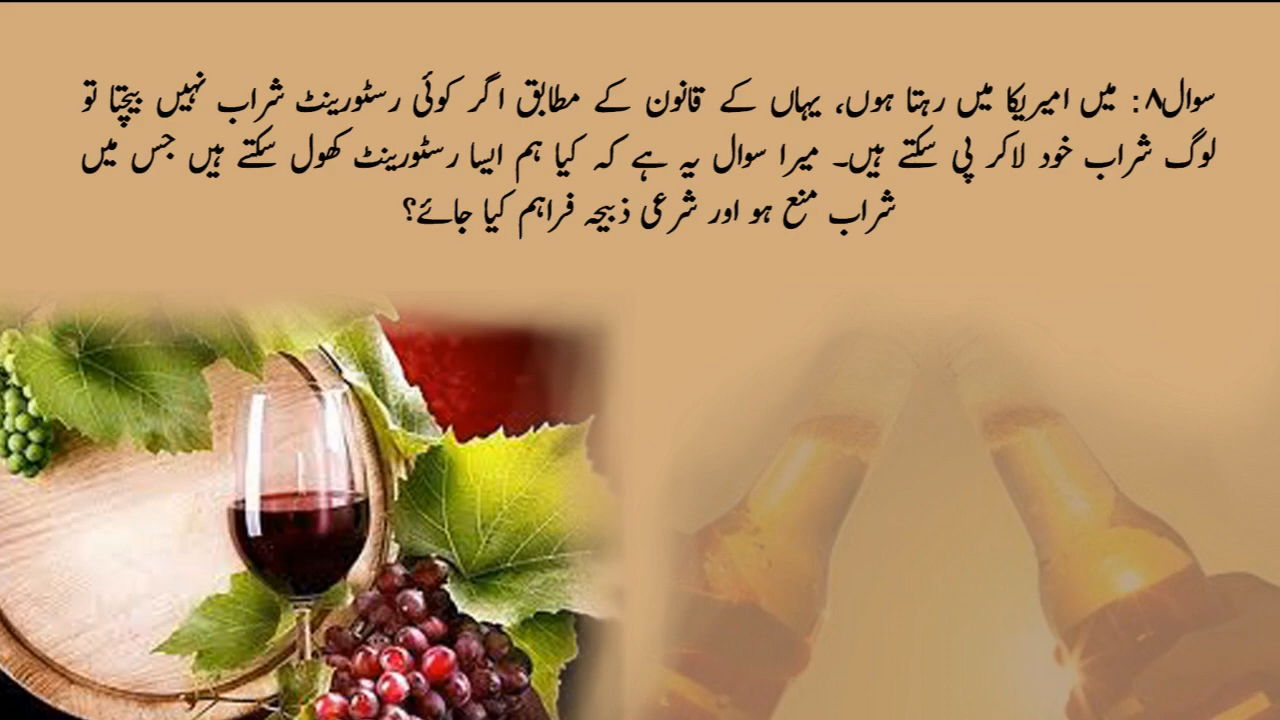 سوال۸: میں امیریکا میں رہتا ہوں، یہاں کے قانون کے مطابق اگر کوئی رسٹورینٹ شراب نہیں بیچتا تو
لوگ شراب خود لاکر پی سکتے ہیں۔ میرا سوال یہ ہے کہ کیا ہم ایسا رسٹورینٹ کھول سکتے ہیں جس میں
شراب منع ہو اور شرعی ذبیحہ فراہم کیا جائے؟